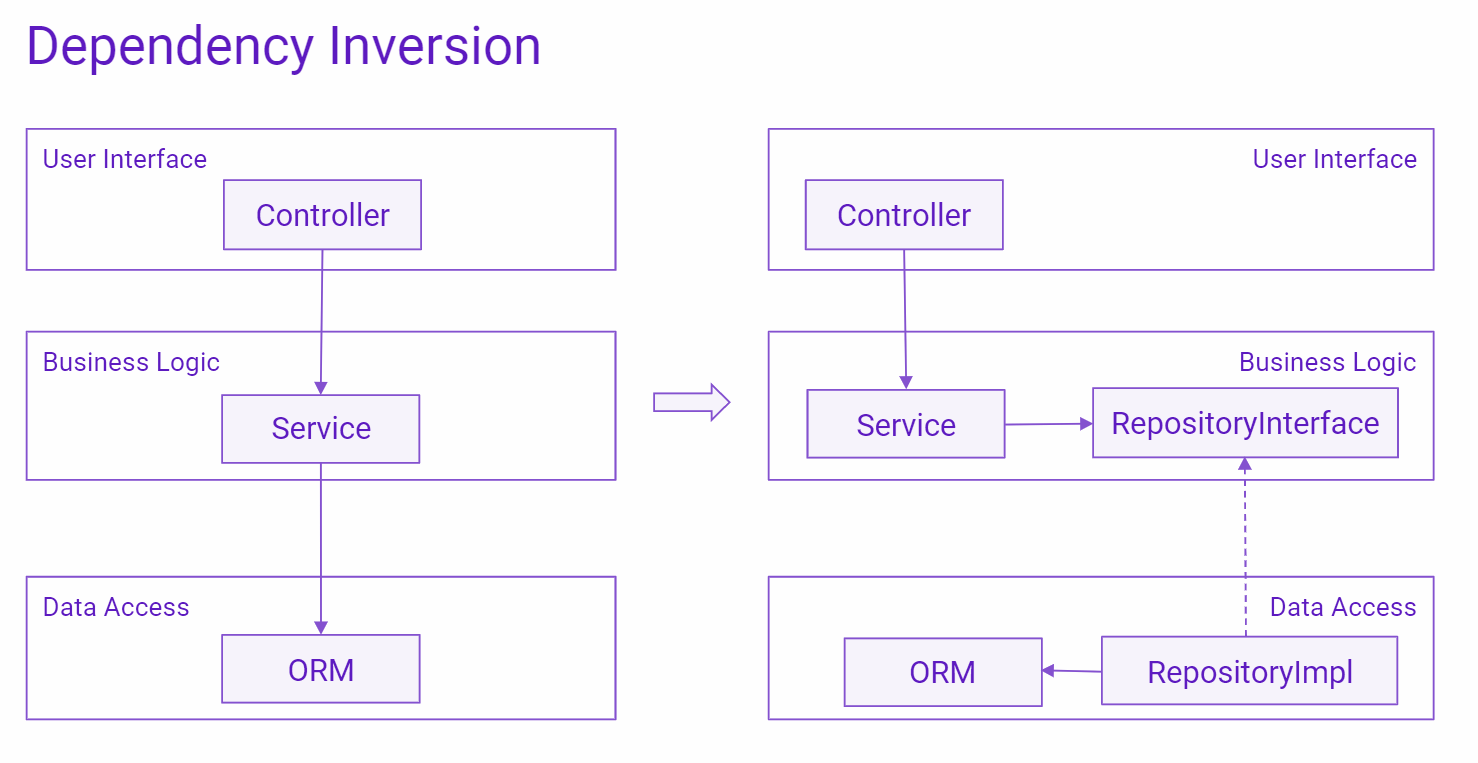 Dependency Inversion
User Interface
Controller
Business Logic
Service
Data Access
ORM
User Interface
Controller
Business Logic
Service
RepositoryInterface
Data Access
ORM
RepositoryImpl